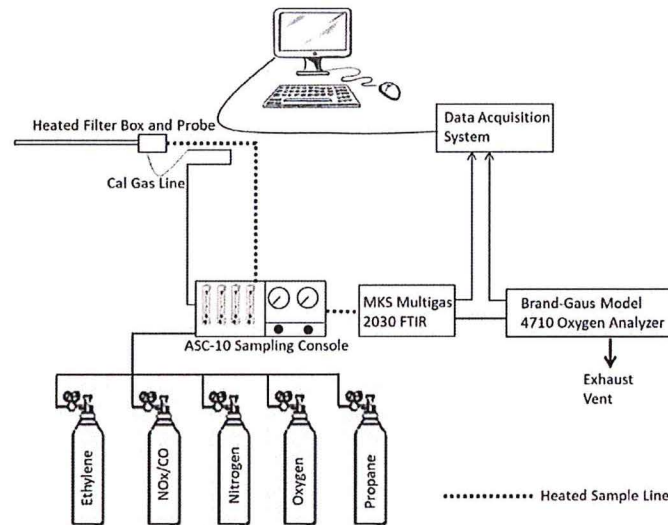 Data Acquisition
System
Heated Filter Box and Probe
Cal Gas Line
MKS Multigas
2030 FTIR
Brand-Gaus Model
4710 Oxygen Analyzer
ASC-10 Sampling Console
Exhaust
Vent
Ethylene
NOx/CO
Nitrogen
Oxygen
Propane
Heated Sample Line